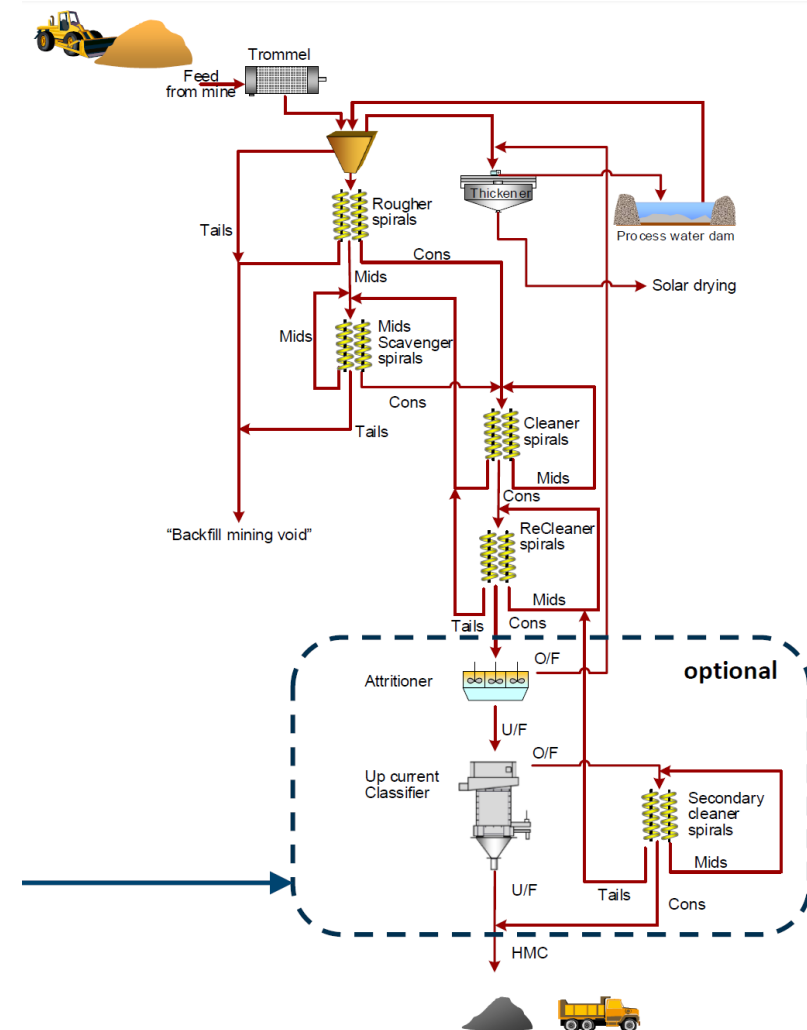 Trommel
Feed
from mine
Thickener
Rougher
spirals
Process water dam
Tails
Cons
Mids
Solar drying
Mids
Mids
Scavenger
spirals
Cons
Tails
Cleaner
spirals
Mids
Cons
"Backfill mining void"
ReCleaner
spirals
Mids
Tails
Cons
O/F
optional
Attritioner
U/F
O/F
Up current
Classifier
Secondary
cleaner
spirals
Mids
U/F
Tails
Cons
HMC